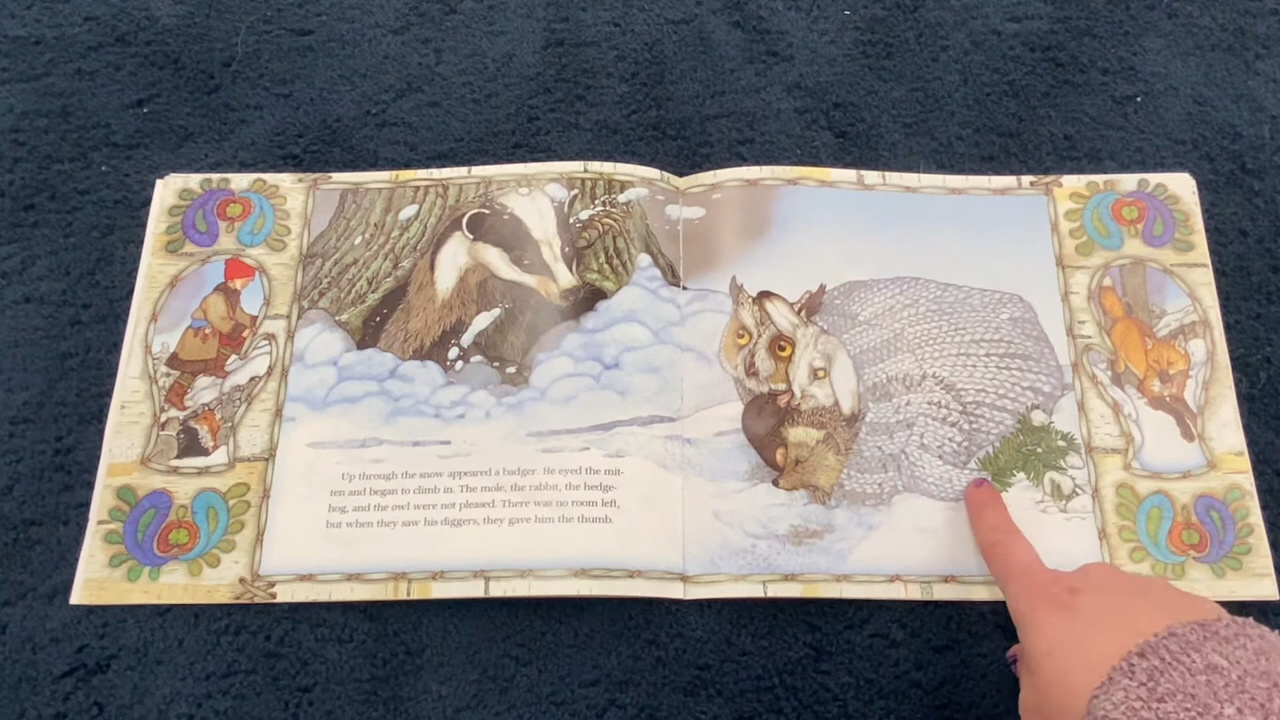 Up through the snow appeared a badger. He eyed the mit-
ten and began to climb in. The mole, the rabbit, the hedge-
hog, and the owl were not pleased. There was no room left,
but when they saw his diggers, they gave him the thumb.